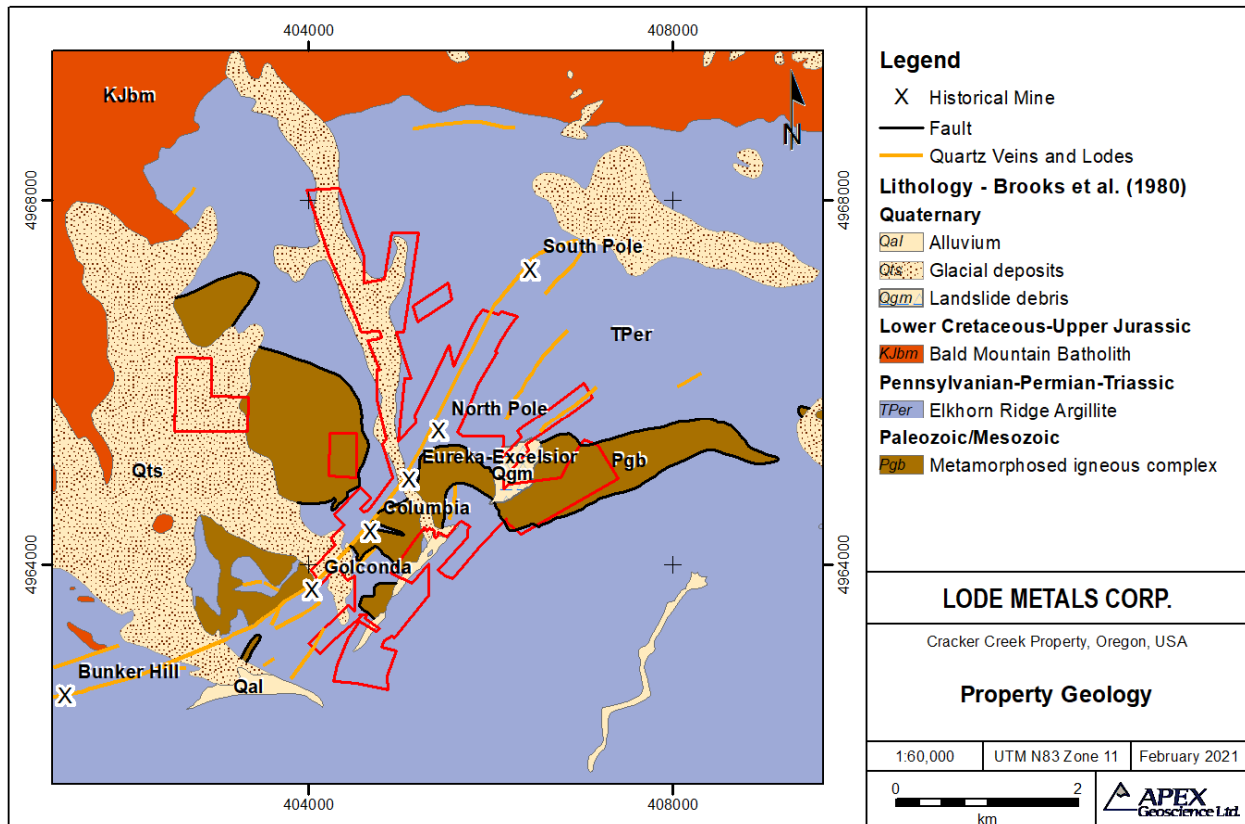 404000
408000
KJbm
N
4968000
4968000
South Pole
TPer
North Pole
Eureka-Excelsior
Qgm
Pgb
Qts
Columbia
Golconda
4964000
4964000
Bunker Hill
Qal
404000
408000
Legend
X Historical Mine
Fault
Quartz Veins and Lodes
Lithology - Brooks et al. (1980)
Quaternary
Qal Alluvium
Qts Glacial deposits
Qgm Landslide debris
Lower Cretaceous-Upper Jurassic
KJbm Bald Mountain Batholith
Pennsylvanian-Permian-Triassic
TPer Elkhorn Ridge Argillite
Paleozoic/Mesozoic
Pgb Metamorphosed igneous complex
LODE METALS CORP.
Cracker Creek Property, Oregon, USA
Property Geology
1:60,000 UTM N83 Zone 11 February 2021
0 2
km
APEX
Geoscience Ltd.